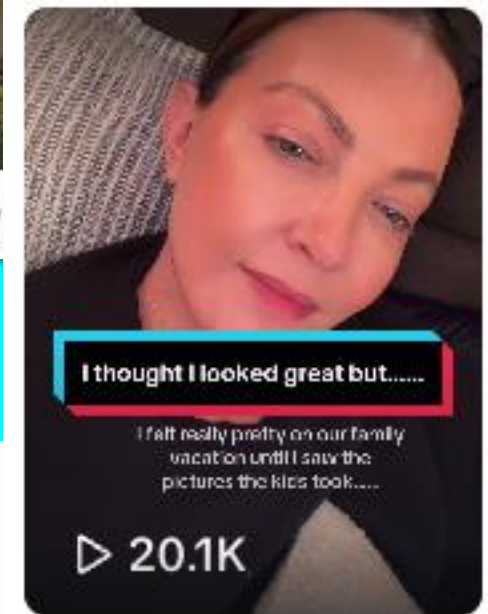 I thought I looked great but......
I felt really pretty on our family
vacation until I saw the
pictures the kids took.....
20.1K